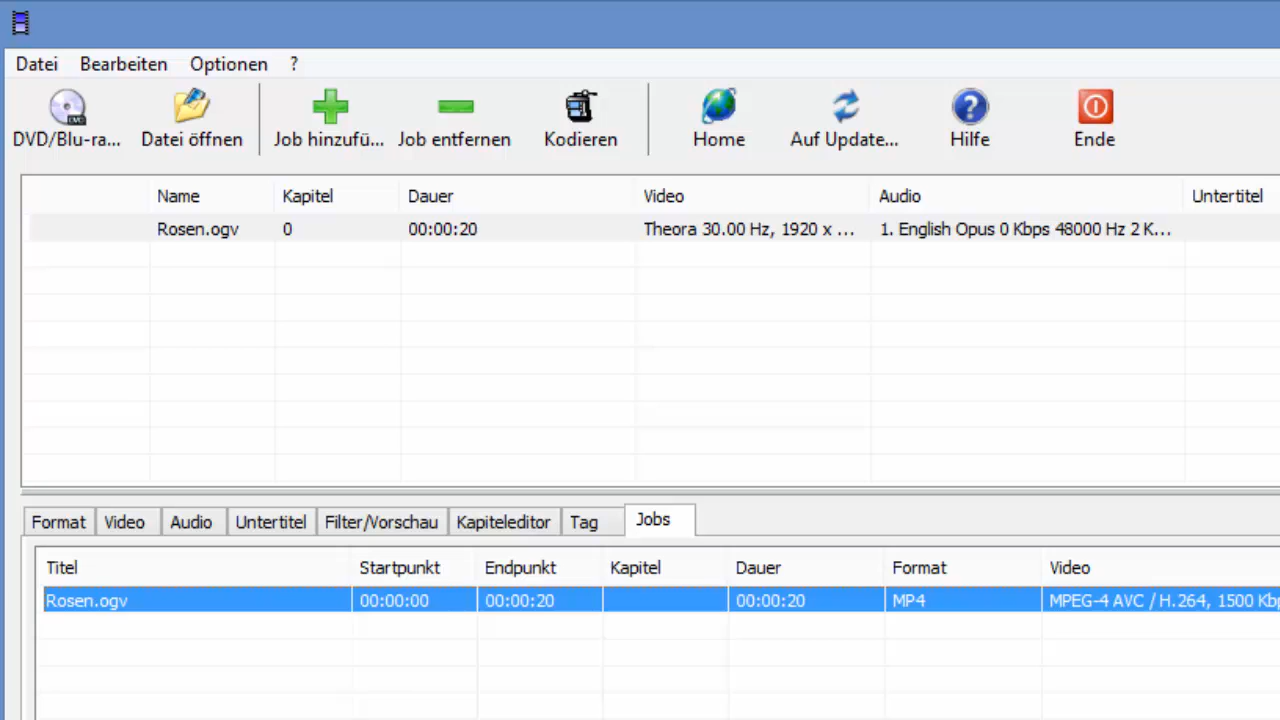 Datei Bearbeiten Optionen ?
DVD/Blu-ra... Datei öffnen Job hinzufü... Job entfernen Kodieren Home Auf Update... Hilfe Ende
Name Kapitel Dauer Video Audio Untertitel
Rosen.ogv 0 00:00:20 Theora 30.00 Hz, 1920 x ... 1. English Opus 0 Kbps 48000 Hz 2 K...
Format Video Audio Untertitel Filter/Vorschau Kapiteleditor Tag Jobs
Titel Startpunkt Endpunkt Kapitel Dauer Format Video
Rosen.ogv 00:00:00 00:00:20 00:00:20 MP4 MPEG-4 AVC / H.264, 1500 Kbp